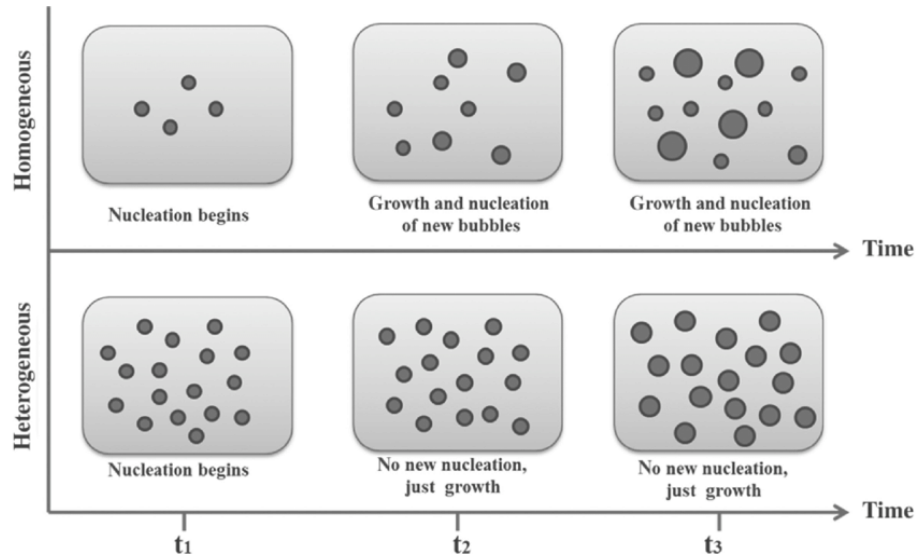 Homogeneous
Nucleation begins
Growth and nucleation
of new bubbles
Growth and nucleation
of new bubbles
Time
Heterogeneous
Nucleation begins
No new nucleation,
just growth
No new nucleation,
just growth
Time
t1
t2
t3